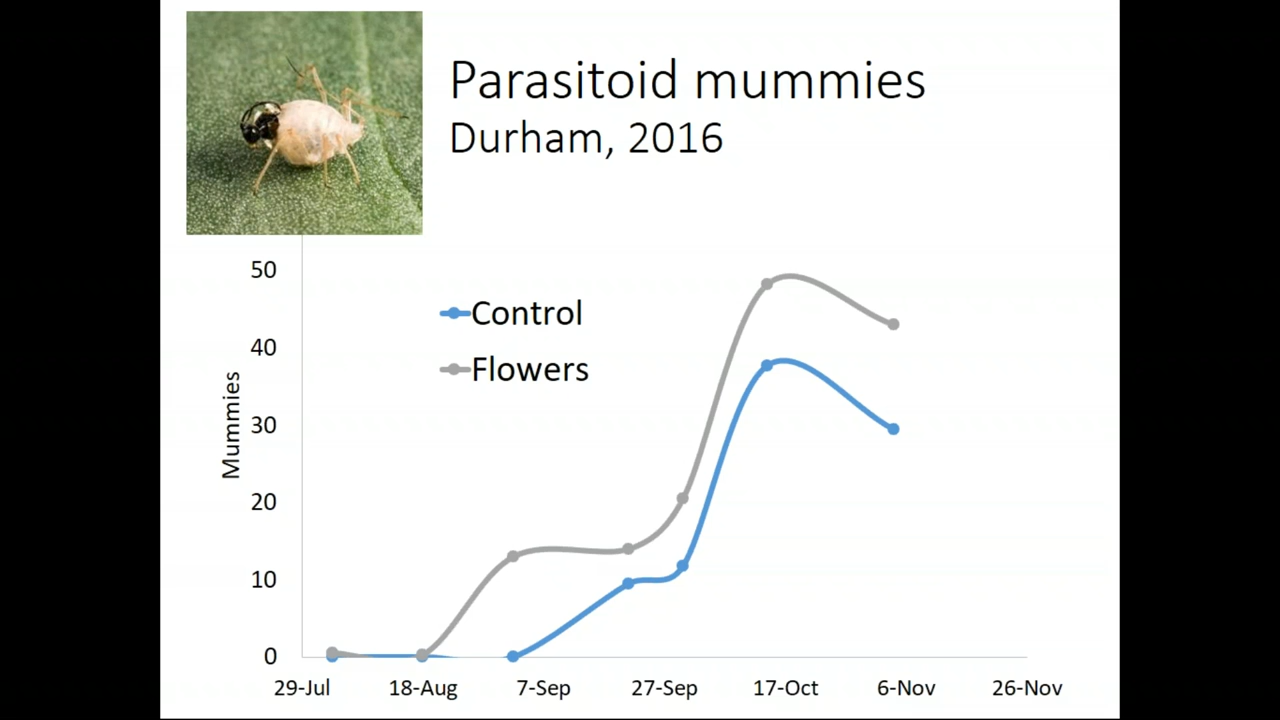 Parasitoid mummies
Durham, 2016
50
40
30
20
10
0
Mummies
Control
Flowers
29-Jul 18-Aug 7-Sep 27-Sep 17-Oct 6-Nov 26-Nov